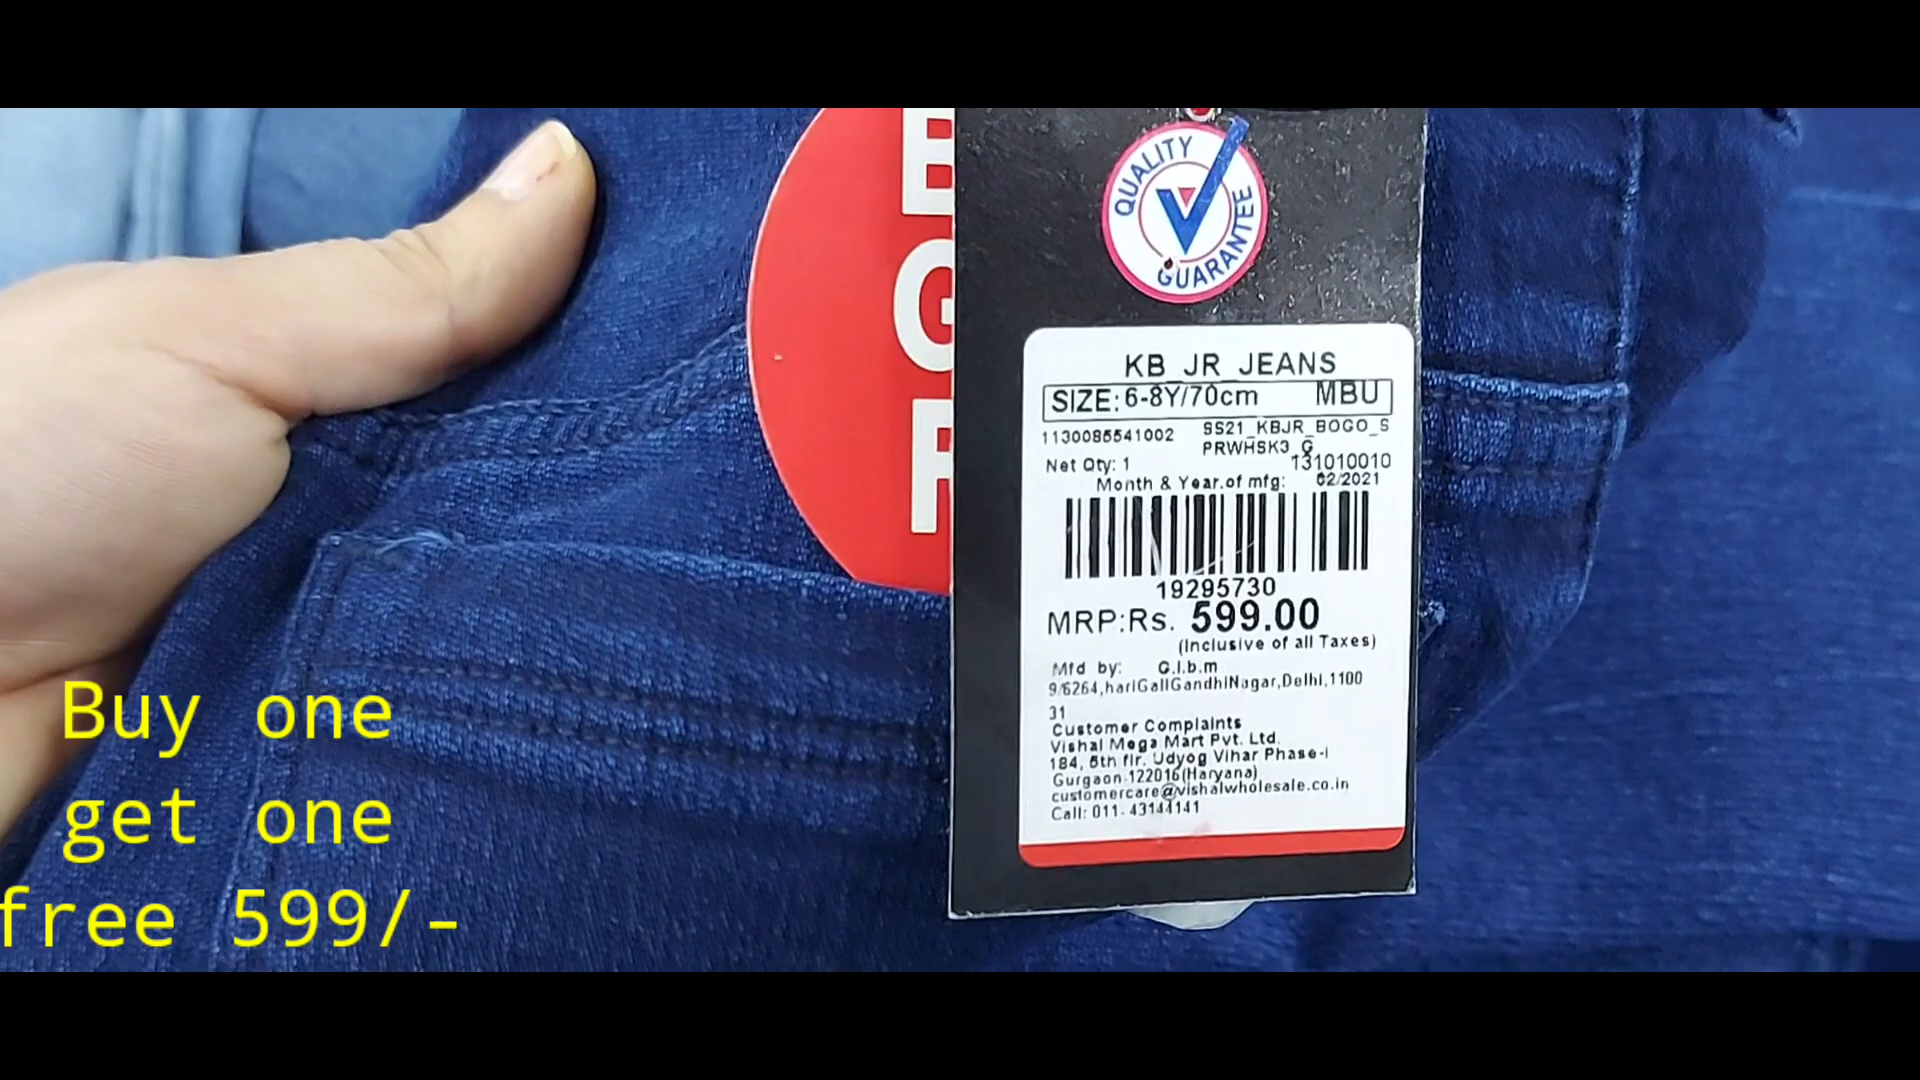 B
G
F
QUALITY
GUARANTEE
KB JR JEANS
SIZE: 6-8Y/70cm MBU
1130085541002 SS21_KBJR_BOGO_S
PRWHSK3_G
Net Qty: 1 131010010
Month & Year.of mfg: 02/2021
19295730
MRP:Rs. 599.00
(Inclusive of all Taxes)
Mfd by: G.I.b.m
9/6264,hariGaliGandhiNagar,Delhi,1100
31
Customer Complaints
Vishal Mega Mart Pvt. Ltd.
184, 5th flr. Udyog Vihar Phase-I
Gurgaon-122016(Haryana)
customercare@vishalwholesale.co.in
Call: 011- 43144141
Buy one
get one
free 599/-